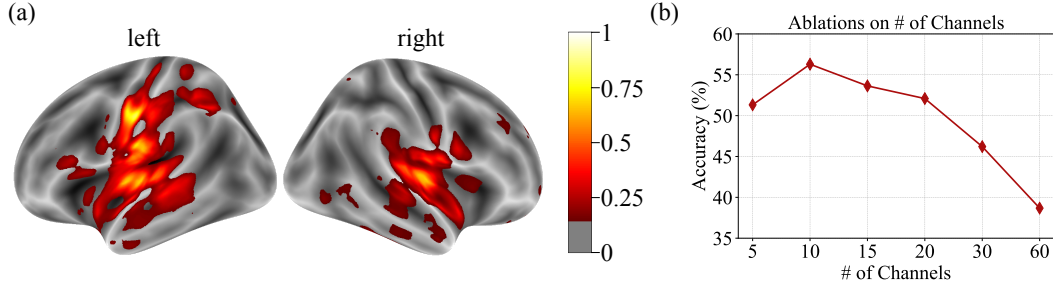 (a)
left
right
1
0.75
0.5
0.25
0
(b)
Ablations on # of Channels
Accuracy (%)
60
55
50
45
40
35
5 10 15 20 30 60
# of Channels